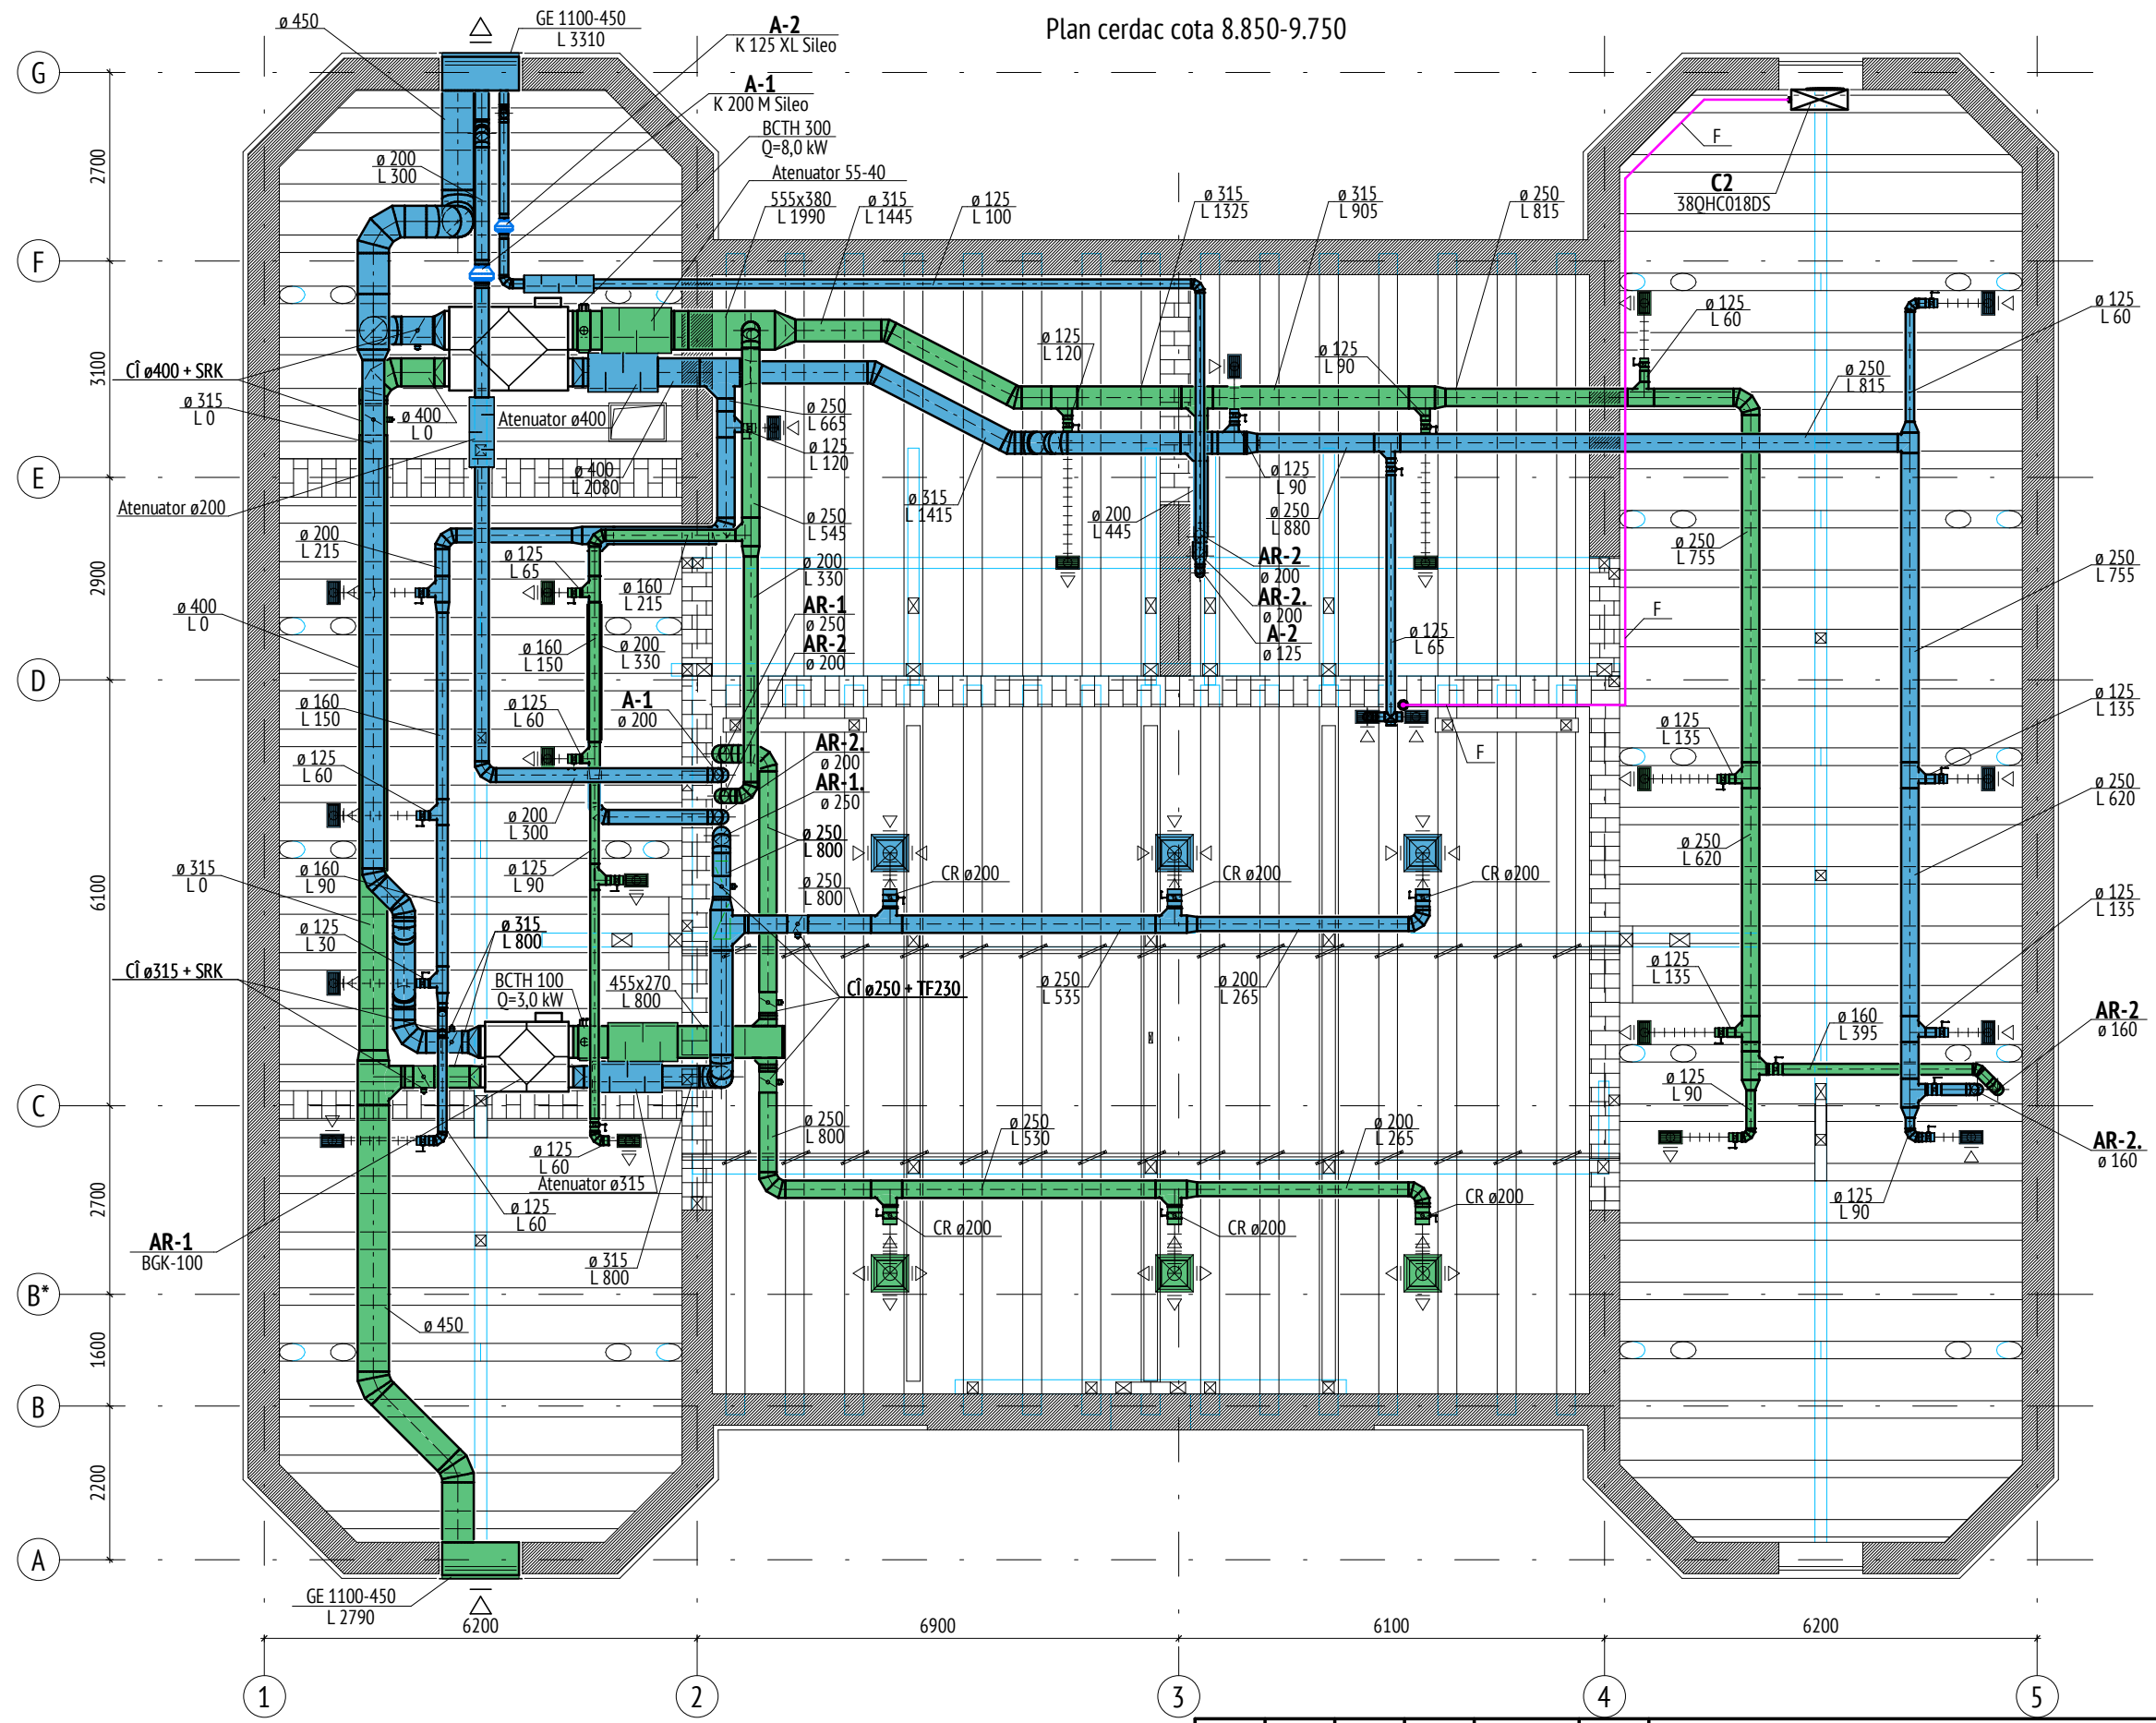 Plan cerdac cota 8.850-9.750
ø 450
GE 1100-450
L 3310
A-2
K 125 XL Sileo
A-1
K 200 M Sileo
BCTH 300
Q=8,0 kW
Atenuator 55-40
ø 200
L 300
555x380
L 1990
ø 315
L 1445
ø 125
L 100
ø 315
L 1325
ø 315
L 905
ø 250
L 815
C2
38QHC018DS
F
G
F
E
D
C
B*
B
A
2700
3100
2900
6100
2700
1600
2200
CÎ ø400 + SRK
ø 315
L 0
ø 400
L 0
Atenuator ø400
ø 400
L 2080
ø 250
L 665
ø 125
L 120
ø 125
L 120
ø 125
L 90
ø 125
L 60
ø 125
L 60
ø 250
L 815
Atenuator ø200
ø 200
L 215
ø 125
L 65
ø 160
L 215
ø 250
L 545
ø 200
L 330
ø 315
L 1415
ø 200
L 445
ø 125
L 90
ø 250
L 880
ø 250
L 755
ø 250
L 755
AR-2
ø 200
AR-2.
ø 200
A-2
ø 125
ø 125
L 65
F
F
ø 400
L 0
ø 160
L 150
ø 200
L 330
AR-1
ø 250
AR-2
ø 200
ø 160
L 150
ø 125
L 60
A-1
ø 200
AR-2.
ø 200
AR-1.
ø 250
ø 125
L 60
ø 200
L 300
ø 250
L 800
ø 125
L 135
ø 125
L 135
ø 250
L 620
ø 250
L 620
ø 315
L 0
ø 160
L 90
ø 125
L 90
ø 250
L 800
CR ø200
CR ø200
CR ø200
ø 125
L 30
ø 315
L 800
CÎ ø315 + SRK
BCTH 100
Q=3,0 kW
455x270
L 800
CÎ ø250 + TF230
ø 250
L 535
ø 200
L 265
ø 125
L 135
ø 125
L 135
ø 160
L 395
AR-2
ø 160
ø 125
L 90
AR-2.
ø 160
ø 125
L 90
ø 125
L 60
Atenuator ø315
ø 250
L 800
ø 250
L 530
ø 200
L 265
ø 125
L 60
CR ø200
CR ø200
CR ø200
AR-1
BGK-100
ø 315
L 800
ø 450
GE 1100-450
L 2790
6200
6900
6100
6200
1
2
3
4
5